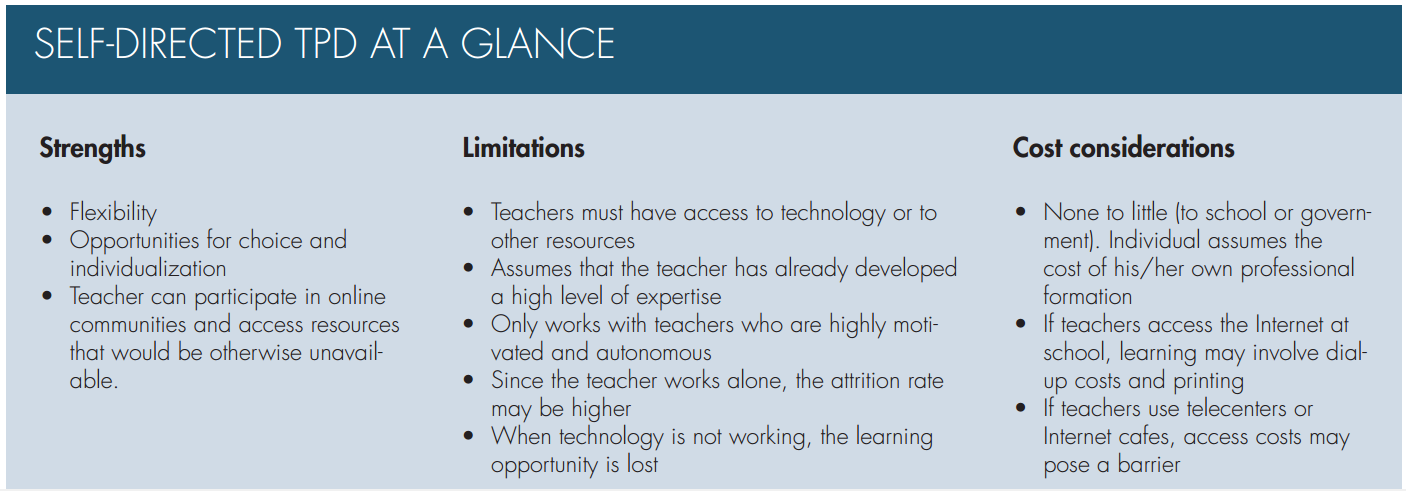 SELF-DIRECTED TPD AT A GLANCE
Strengths
• Flexibility
• Opportunities for choice and
individualization
• Teacher can participate in online
communities and access resources
that would be otherwise unavail-
able.
Limitations
• Teachers must have access to technology or to
other resources
• Assumes that the teacher has already developed
a high level of expertise
• Only works with teachers who are highly moti-
vated and autonomous
• Since the teacher works alone, the attrition rate
may be higher
• When technology is not working, the learning
opportunity is lost
Cost considerations
• None to little (to school or govern-
ment). Individual assumes the
cost of his/her own professional
formation
• If teachers access the Internet at
school, learning may involve dial-
up costs and printing
• If teachers use telecenters or
Internet cafes, access costs may
pose a barrier